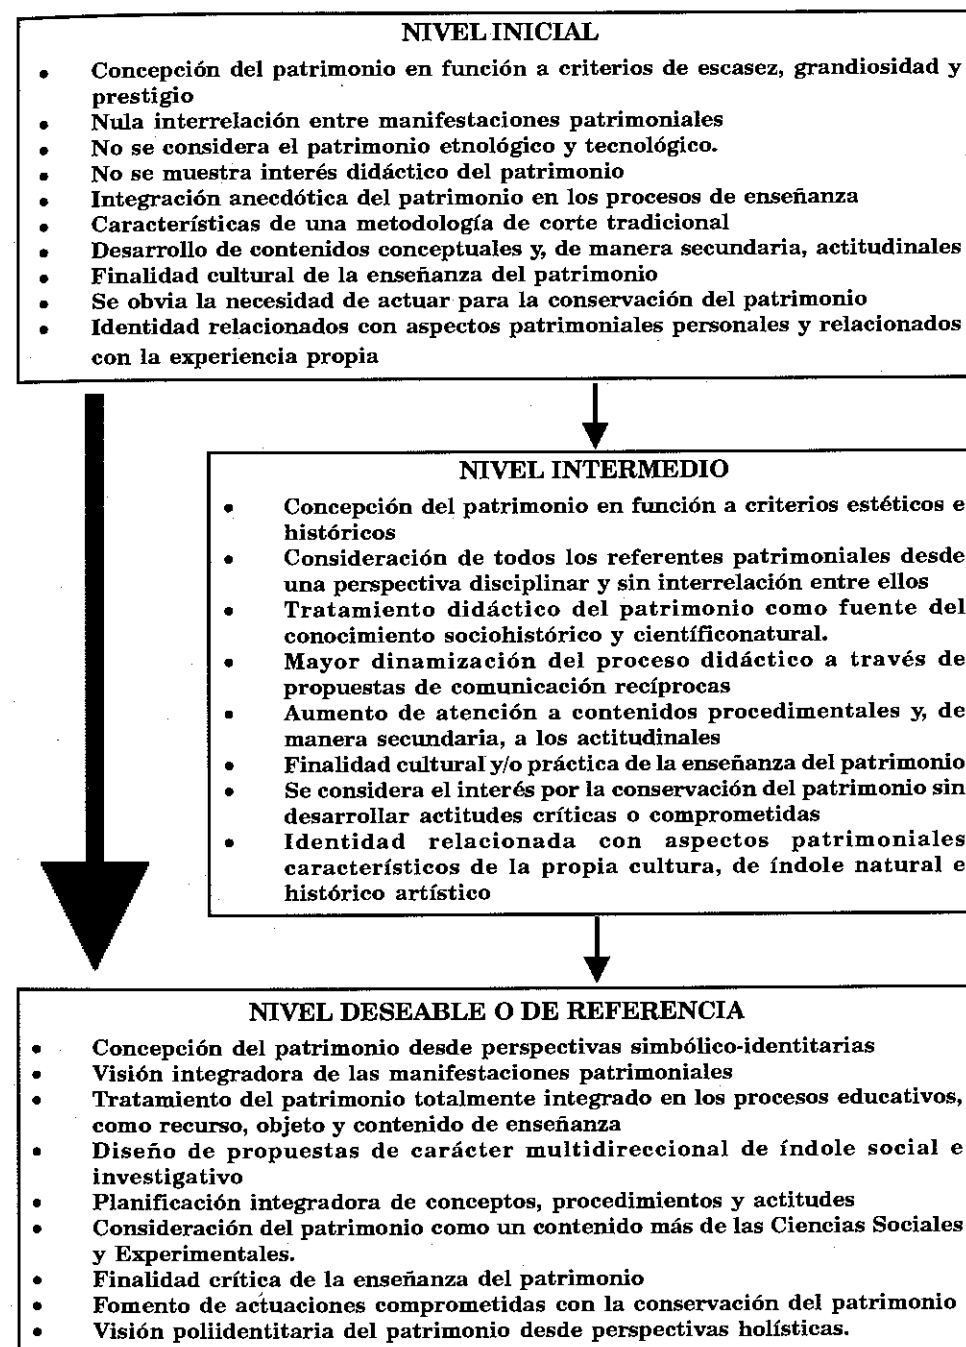 NIVEL INICIAL
• Concepción del patrimonio en función a criterios de escasez, grandiosidad y
prestigio
• Nula interrelación entre manifestaciones patrimoniales
• No se considera el patrimonio etnológico y tecnológico.
• No se muestra interés didáctico del patrimonio
• Integración anecdótica del patrimonio en los procesos de enseñanza
• Características de una metodología de corte tradicional
• Desarrollo de contenidos conceptuales y, de manera secundaria, actitudinales
• Finalidad cultural de la enseñanza del patrimonio
• Se obvia la necesidad de actuar para la conservación del patrimonio
• Identidad relacionados con aspectos patrimoniales personales y relacionados
con la experiencia propia
NIVEL INTERMEDIO
• Concepción del patrimonio en función a criterios estéticos e
históricos
• Consideración de todos los referentes patrimoniales desde
una perspectiva disciplinar y sin interrelación entre ellos
• Tratamiento didáctico del patrimonio como fuente del
conocimiento sociohistórico y científiconatural.
• Mayor dinamización del proceso didáctico a través de
propuestas de comunicación recíprocas
• Aumento de atención a contenidos procedimentales y, de
manera secundaria, a los actitudinales
• Finalidad cultural y/o práctica de la enseñanza del patrimonio
• Se considera el interés por la conservación del patrimonio sin
desarrollar actitudes críticas o comprometidas
• Identidad relacionada con aspectos patrimoniales
característicos de la propia cultura, de índole natural e
histórico artístico
NIVEL DESEABLE O DE REFERENCIA
• Concepción del patrimonio desde perspectivas simbólico-identitarias
• Visión integradora de las manifestaciones patrimoniales
• Tratamiento del patrimonio totalmente integrado en los procesos educativos,
como recurso, objeto y contenido de enseñanza
• Diseño de propuestas de carácter multidireccional de índole social e
investigativo
• Planificación integradora de conceptos, procedimientos y actitudes
• Consideración del patrimonio como un contenido más de las Ciencias Sociales
y Experimentales.
• Finalidad crítica de la enseñanza del patrimonio
• Fomento de actuaciones comprometidas con la conservación del patrimonio
• Visión poliidentitaria del patrimonio desde perspectivas holísticas.